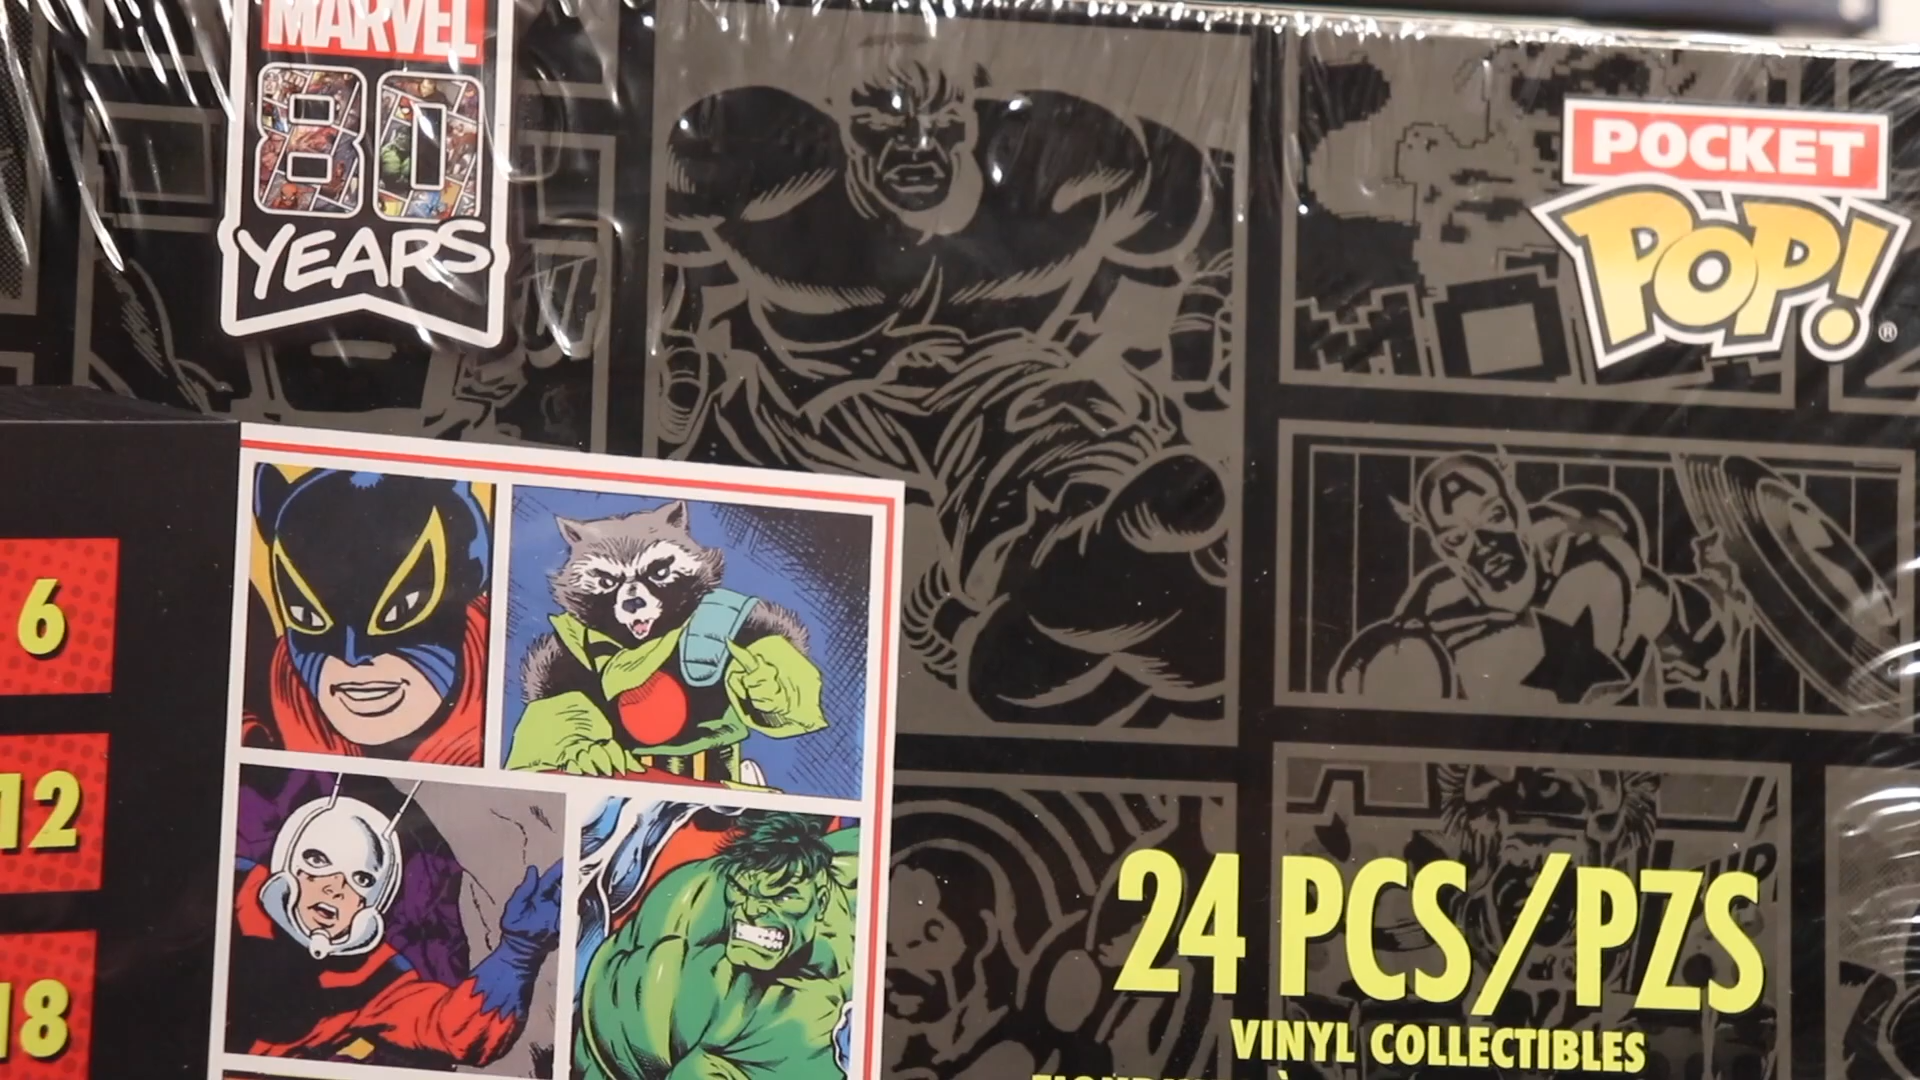 MARVEL
80
YEARS
POCKET
POP!
®
6
12
18
A
24 PCS/PZS
VINYL COLLECTIBLES